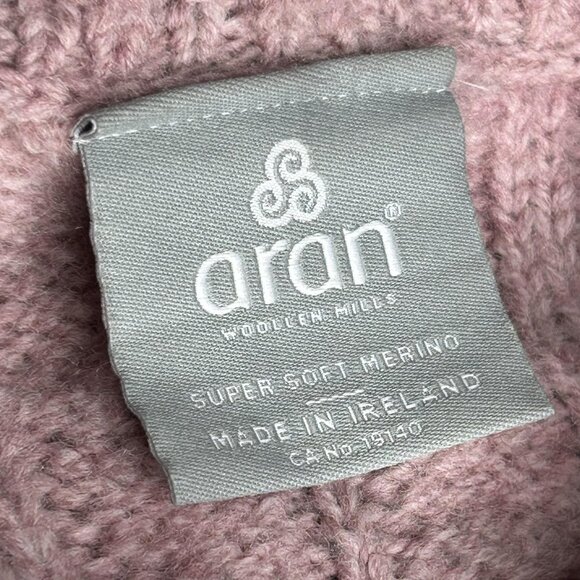 aran®
WOOLLEN MILLS
SUPER SOFT MERINO
MADE IN IRELAND
CA No. 19140